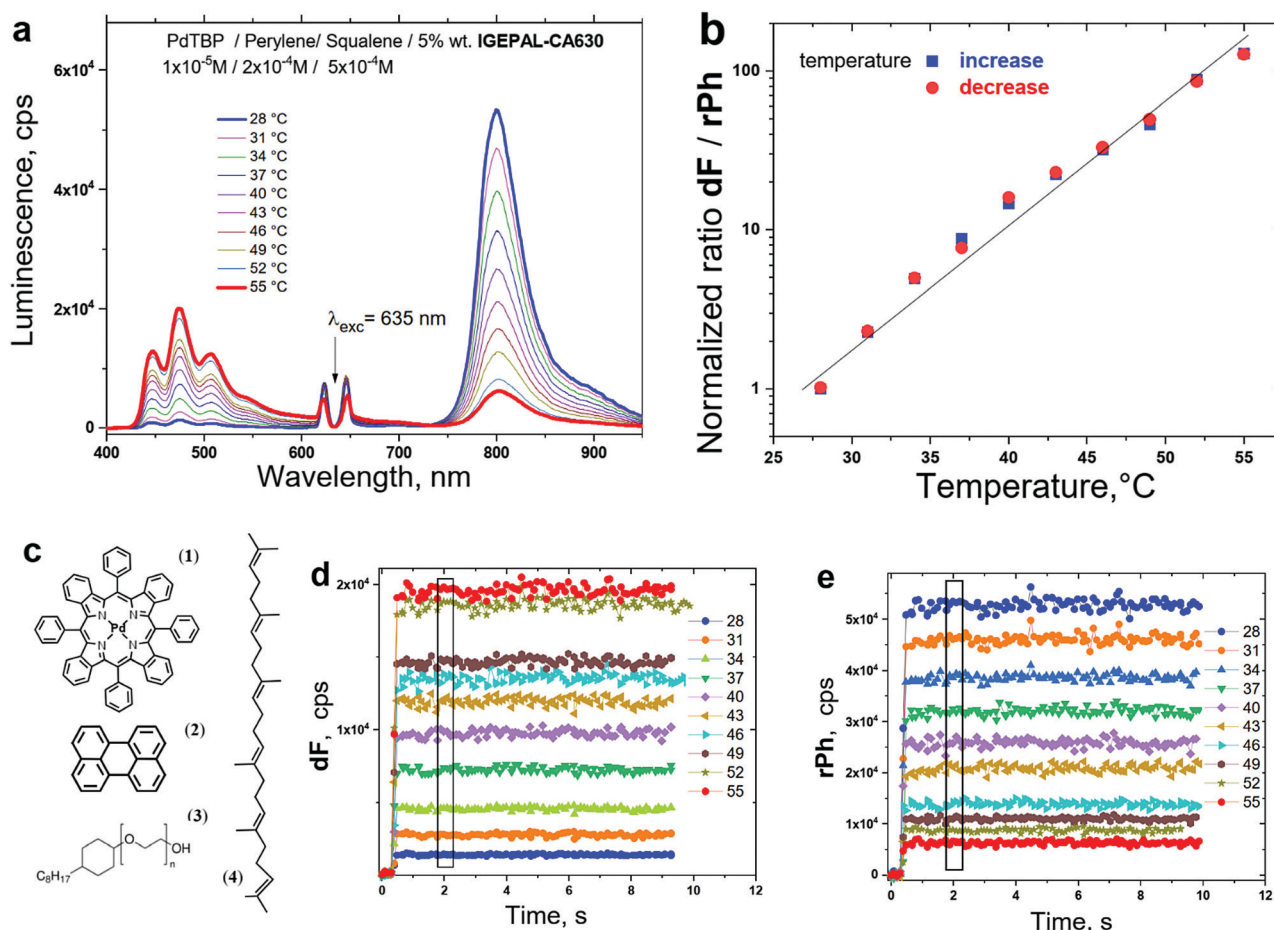 a
PdTBP / Perylene/ Squalene / 5% wt. IGEPAL-CA630
1x10-5M / 2x10-4M / 5x10-4M
6x10⁴
4x10⁴
2x10⁴
0
Luminescence, cps
28 °C
31 °C
34 °C
37 °C
40 °C
43 °C
46 °C
49 °C
52 °C
55 °C
λexc= 635 nm
400 500 600 700 800 900
Wavelength, nm
b
temperature
increase
decrease
100
10
1
Normalized ratio dF / rPh
25 30 35 40 45 50 55
Temperature,°C
c
(1)
N
N
Pd
N
N
(2)
(3)
O
OH
n
C8H17
(4)
d
2x10⁴
1x10⁴
dF, cps
28
31
34
37
40
43
46
49
52
55
0 2 4 6 8 10 12
Time, s
e
5x10⁴
4x10⁴
3x10⁴
2x10⁴
1x10⁴
0
rPh, cps
28
31
34
37
40
43
46
49
52
55
0 2 4 6 8 10 12
Time, s